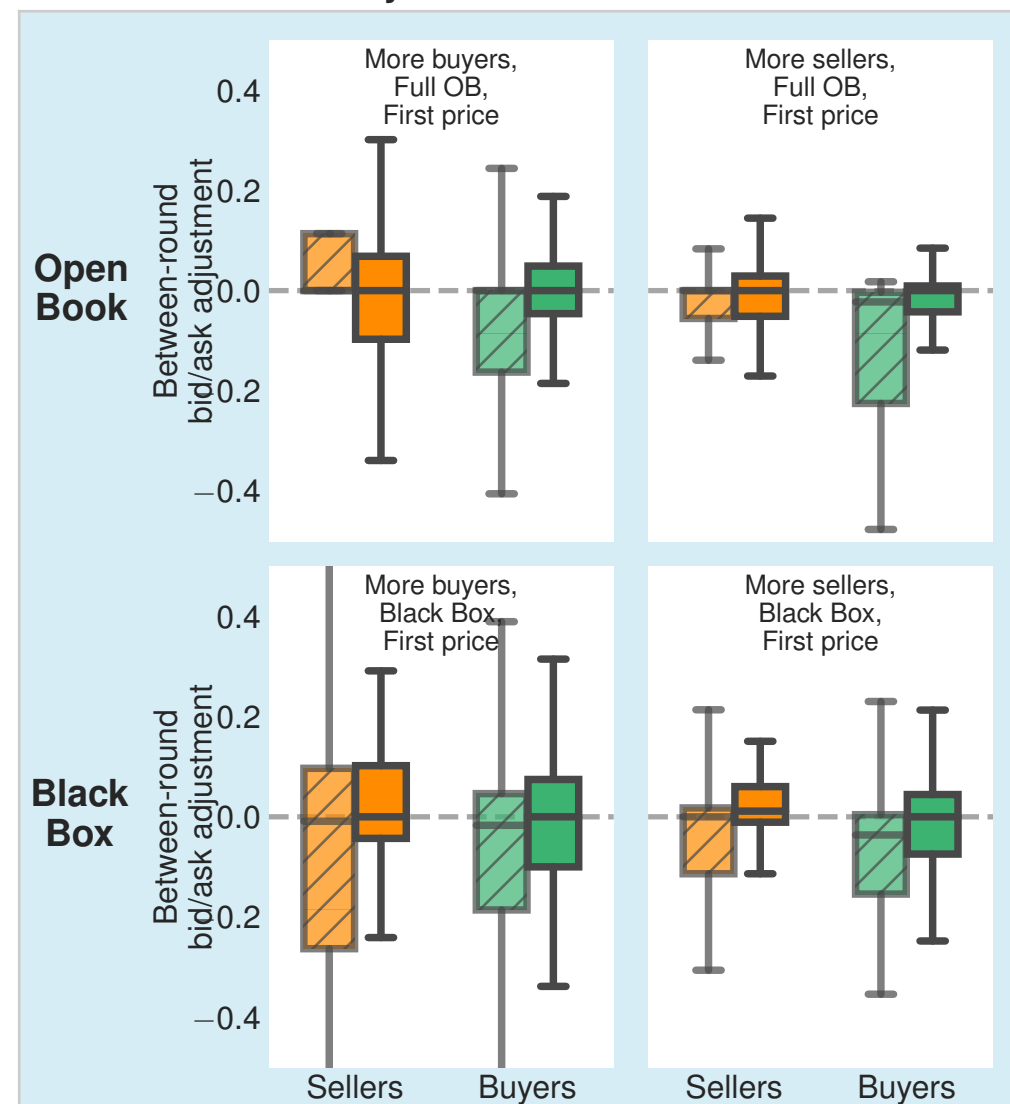 More buyers,
Full OB,
First price
More sellers,
Full OB,
First price
Open
Book
Between-round
bid/ask adjustment
0.4
0.2
0.0
0.2
−0.4
More buyers,
Black Box,
First price
More sellers,
Black Box,
First price
Black
Box
Between-round
bid/ask adjustment
0.4
0.2
0.0
0.2
−0.4
Sellers Buyers Sellers Buyers